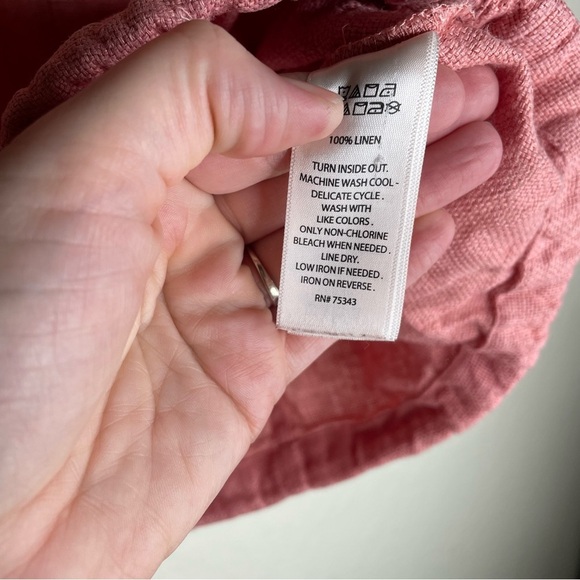 100% LINEN
TURN INSIDE OUT.
MACHINE WASH COOL -
DELICATE CYCLE .
WASH WITH
LIKE COLORS .
ONLY NON-CHLORINE
BLEACH WHEN NEEDED .
LINE DRY.
LOW IRON IF NEEDED .
IRON ON REVERSE .
RN# 75343